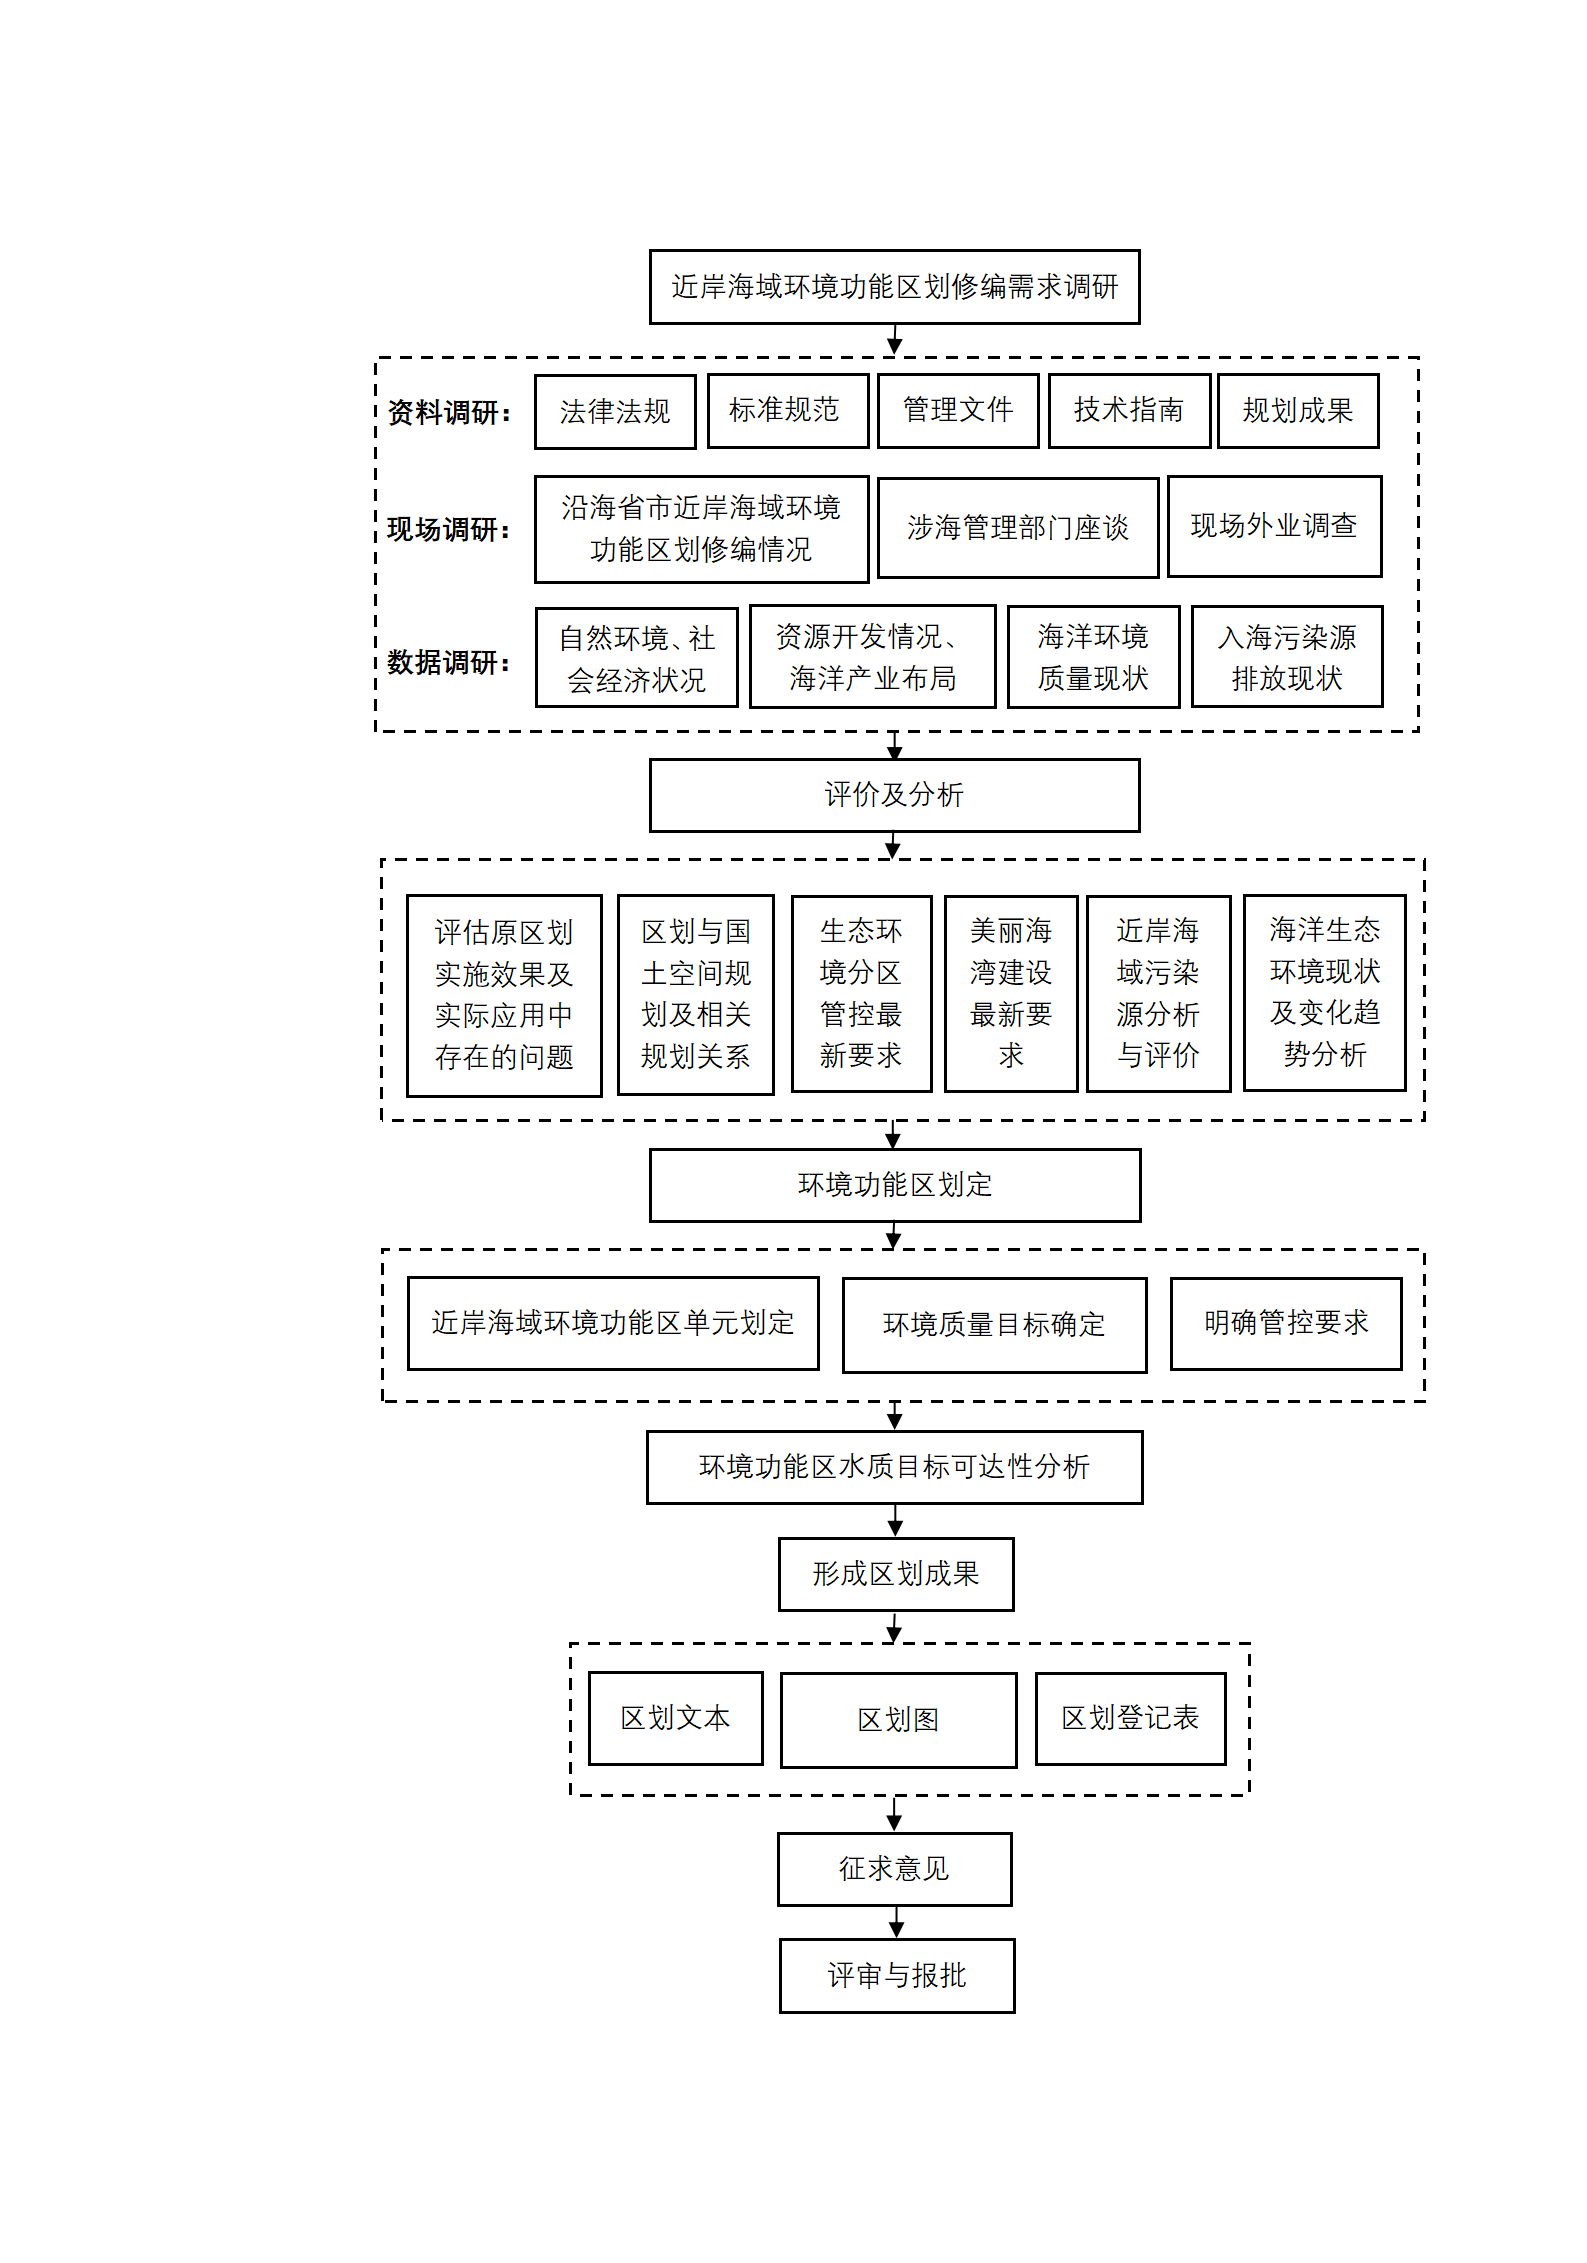 近岸海域环境功能区划修编需求调研
资料调研：
法律法规
标准规范
管理文件
技术指南
规划成果
现场调研：
沿海省市近岸海域环境
功能区划修编情况
涉海管理部门座谈
现场外业调查
数据调研：
自然环境、社
会经济状况
资源开发情况、
海洋产业布局
海洋环境
质量现状
入海污染源
排放现状
评价及分析
评估原区划
实施效果及
实际应用中
存在的问题
区划与国
土空间规
划及相关
规划关系
生态环
境分区
管控最
新要求
美丽海
湾建设
最新要
求
近岸海
域污染
源分析
与评价
海洋生态
环境现状
及变化趋
势分析
环境功能区划定
近岸海域环境功能区单元划定
环境质量目标确定
明确管控要求
环境功能区水质目标可达性分析
形成区划成果
区划文本
区划图
区划登记表
征求意见
评审与报批